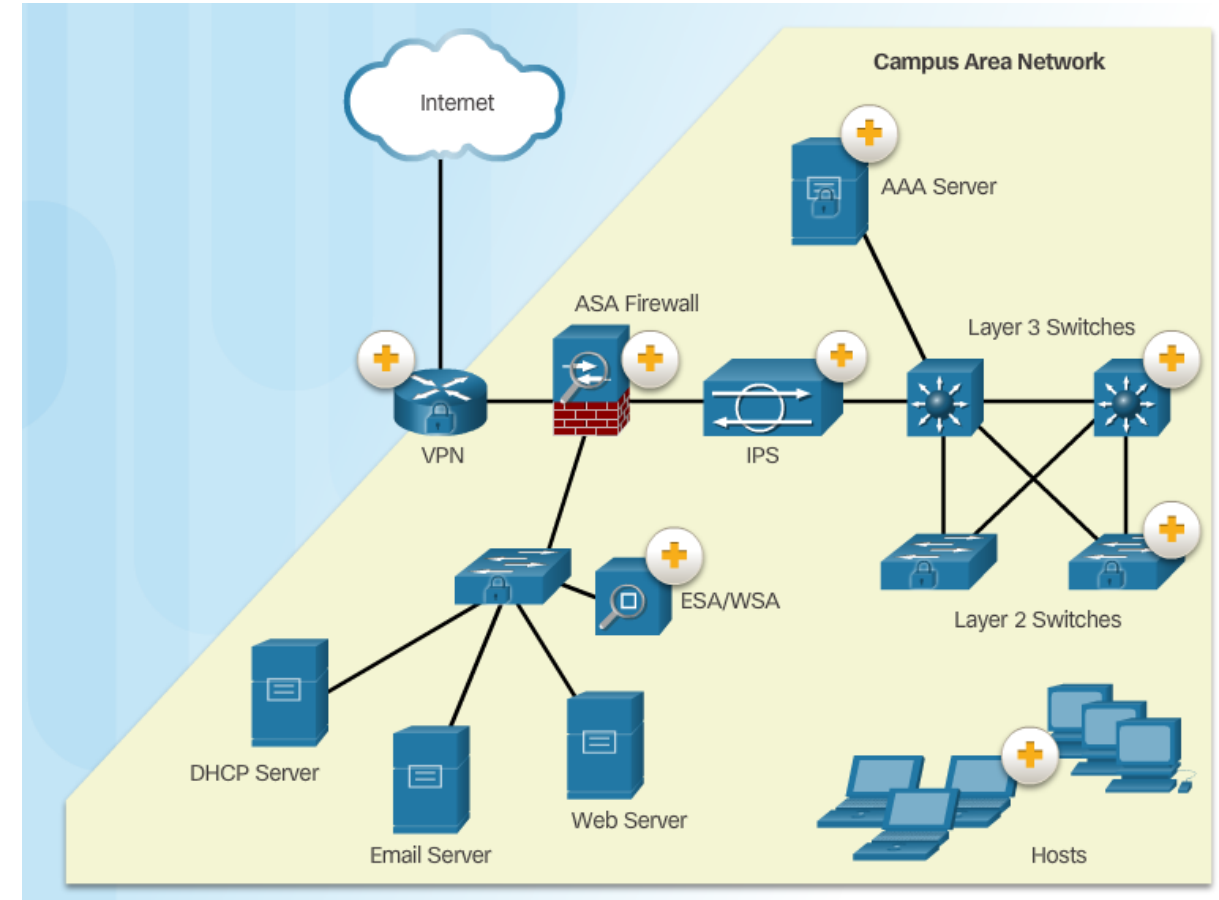 Campus Area Network
Internet
AAA Server
ASA Firewall
Layer 3 Switches
VPN
IPS
ESA/WSA
Layer 2 Switches
DHCP Server
Web Server
Email Server
Hosts